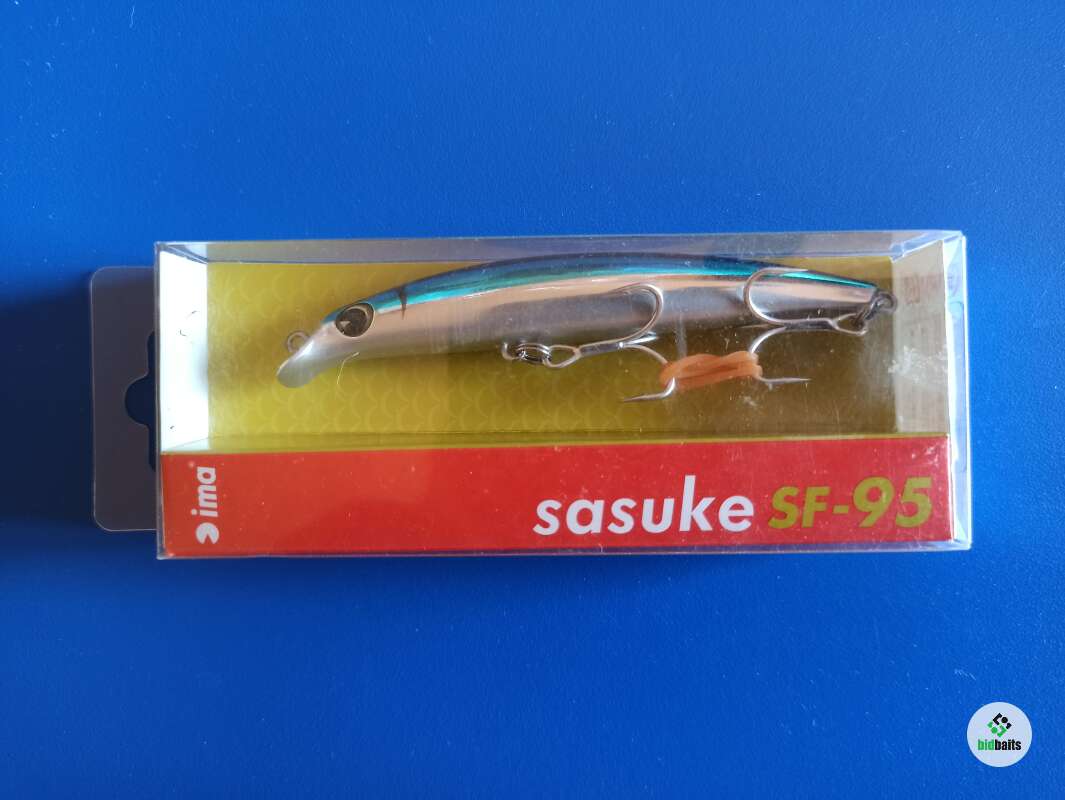 ima
sasuke SF-95
bidbaits